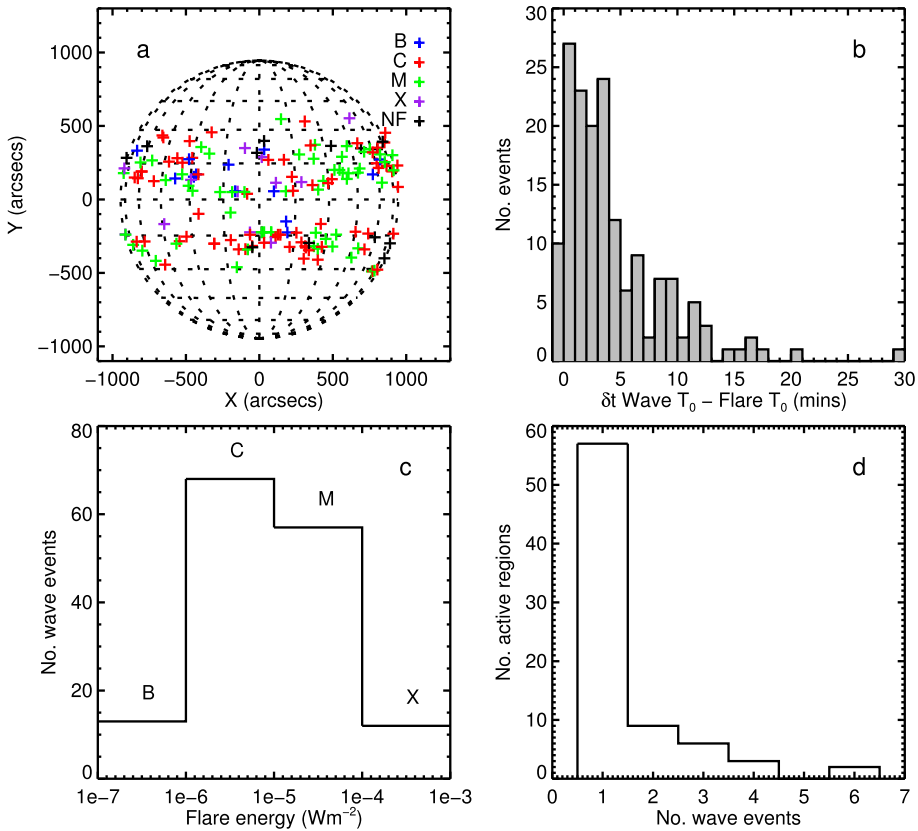 a
B
C
M
X
NF
1000
500
0
−500
−1000
Y (arcsecs)
−1000 −500 0 500 1000
X (arcsecs)
b
30
25
20
15
10
5
0
No. events
0 5 10 15 20 25 30
δt Wave T₀ − Flare T₀ (mins)
c
80
60
40
20
0
No. wave events
B
C
M
X
1e−7 1e−6 1e−5 1e−4 1e−3
Flare energy (Wm⁻²)
d
60
50
40
30
20
10
0
No. active regions
0 1 2 3 4 5 6 7
No. wave events